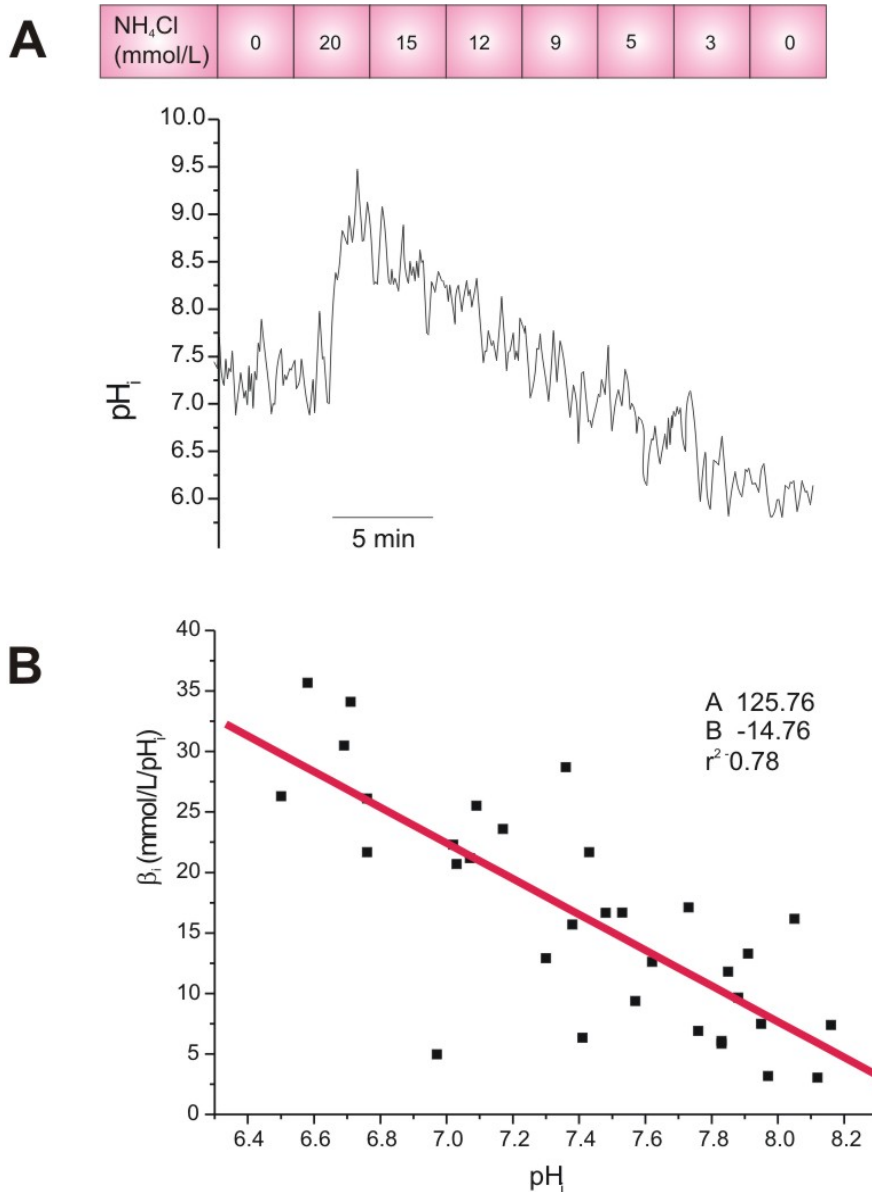 A
NH₄Cl
(mmol/L)
0 20 15 12 9 5 3 0
10.0
9.5
9.0
8.5
8.0
7.5
7.0
6.5
6.0
pHᵢ
5 min
B
40
35
30
25
20
15
10
5
0
βᵢ (mmol/L/pHᵢ)
A 125.76
B -14.76
r²-0.78
6.4 6.6 6.8 7.0 7.2 7.4 7.6 7.8 8.0 8.2
pHᵢ